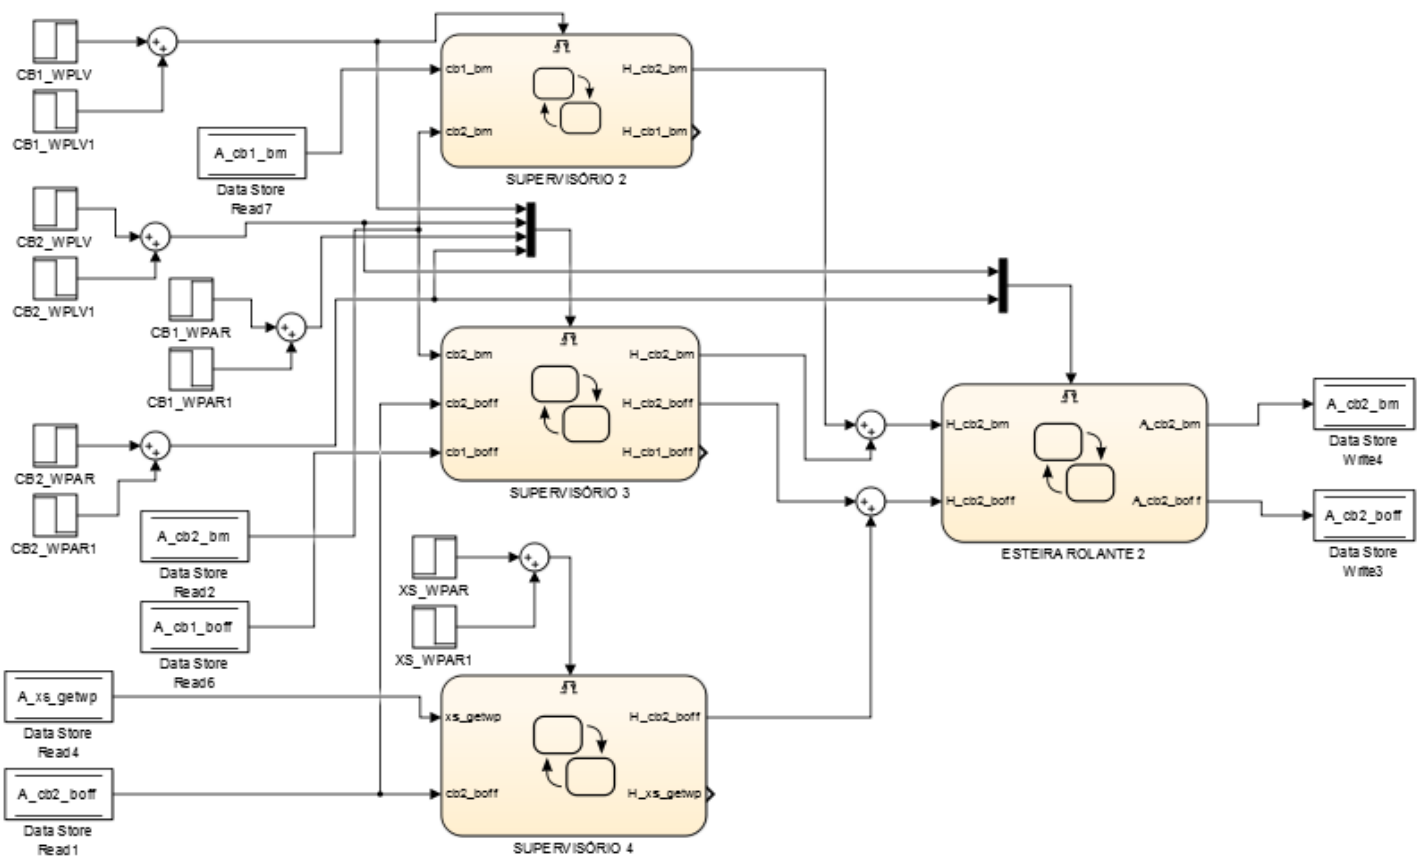 CB1_WPLV
CB1_WPLV1
A_cb1_bm
Data Store
Read7
cb1_bm
cb2_bm
H_cb2_bm
H_cb1_bm
SUPERVISÓRIO 2
CB2_WPLV
CB2_WPLV1
CB1_WPAR
CB1_WPAR1
CB2_WPAR
CB2_WPAR1
cb2_bm
cb2_boff
cb1_boff
H_cb2_bm
H_cb2_boff
H_cb1_boff
SUPERVISÓRIO 3
A_cb2_bm
Data Store
Read2
A_cb1_boff
Data Store
Read6
XS_WPAR
XS_WPAR1
A_xs_getwp
Data Store
Read4
A_cb2_boff
Data Store
Read1
xs_getwp
cb2_boff
H_cb2_boff
H_xs_getwp
SUPERVISÓRIO 4
H_cb2_bm
H_cb2_boff
A_cb2_bm
A_cb2_boff
ESTEIRA ROLANTE 2
A_cb2_bm
Data Store
Write4
A_cb2_boff
Data Store
Write3